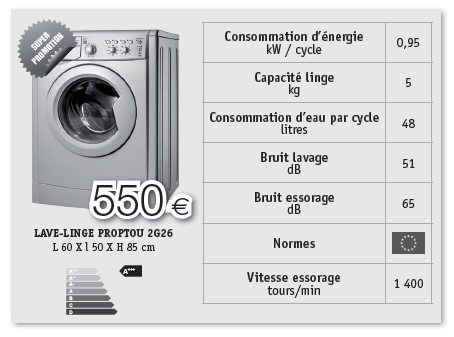 SUPER
PROMOTION
550 €
LAVE-LINGE PROPTOU 2G26
L 60 X l 50 X H 85 cm
A***
A***
A**
A*
A
B
C
D
Consommation d'énergie
kW / cycle
0,95
Capacité linge
kg
5
Consommation d'eau par cycle
litres
48
Bruit lavage
dB
51
Bruit essorage
dB
65
Normes
Vitesse essorage
tours/min
1 400